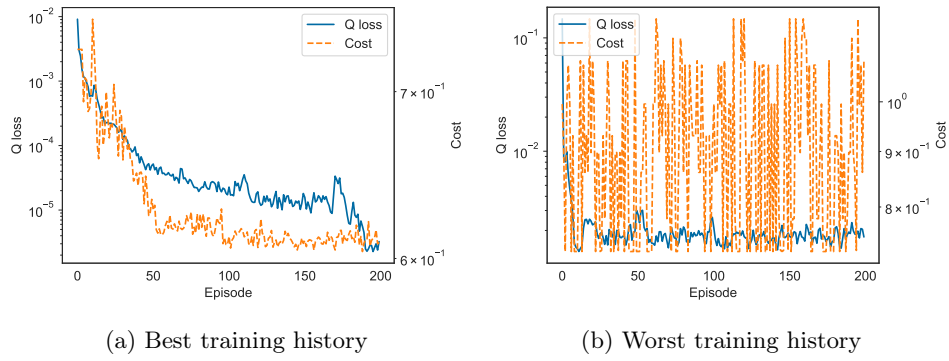 10⁻²
10⁻³
10⁻⁴
10⁻⁵
Q loss
Q loss
Cost
7 × 10⁻¹
6 × 10⁻¹
Cost
0 50 100 150 200
Episode
(a) Best training history
10⁻¹
10⁻²
Q loss
Q loss
Cost
10⁰
9 × 10⁻¹
8 × 10⁻¹
Cost
0 50 100 150 200
Episode
(b) Worst training history